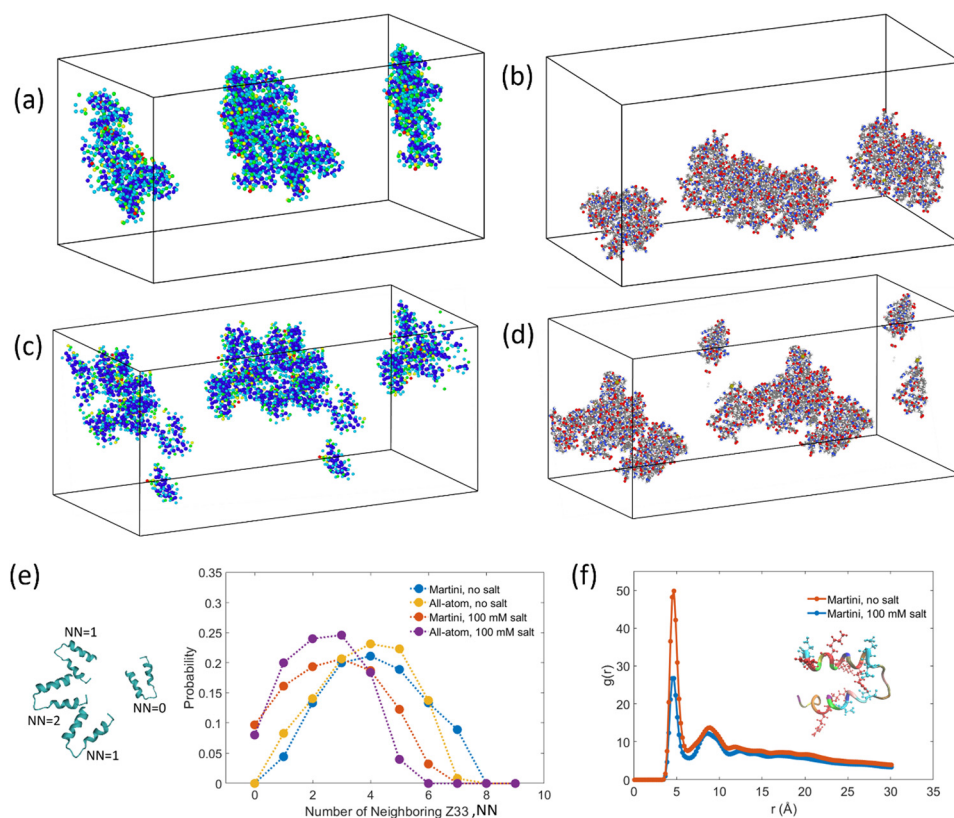 (a)
(b)
(c)
(d)
(e)
NN=1
NN=0
NN=2
NN=1
0.35
0.3
0.25
0.2
0.15
0.1
0.05
0
Probability
0 2 4 6 8 10
Number of Neighboring Z33 ,NN
Martini, no salt
All-atom, no salt
Martini, 100 mM salt
All-atom, 100 mM salt
(f)
50
40
30
20
10
0
g(r)
0 5 10 15 20 25 30
r (Å)
Martini, no salt
Martini, 100 mM salt